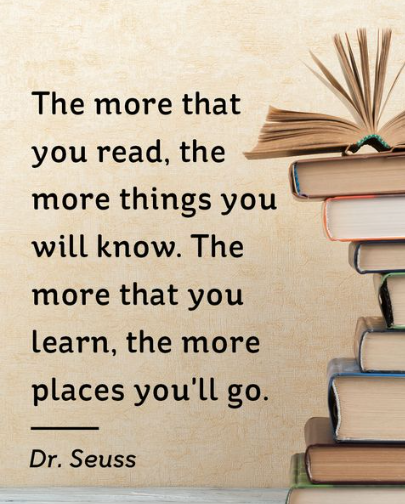 The more that
you read, the
more things you
will know. The
more that you
learn, the more
places you'll go.
Dr. Seuss